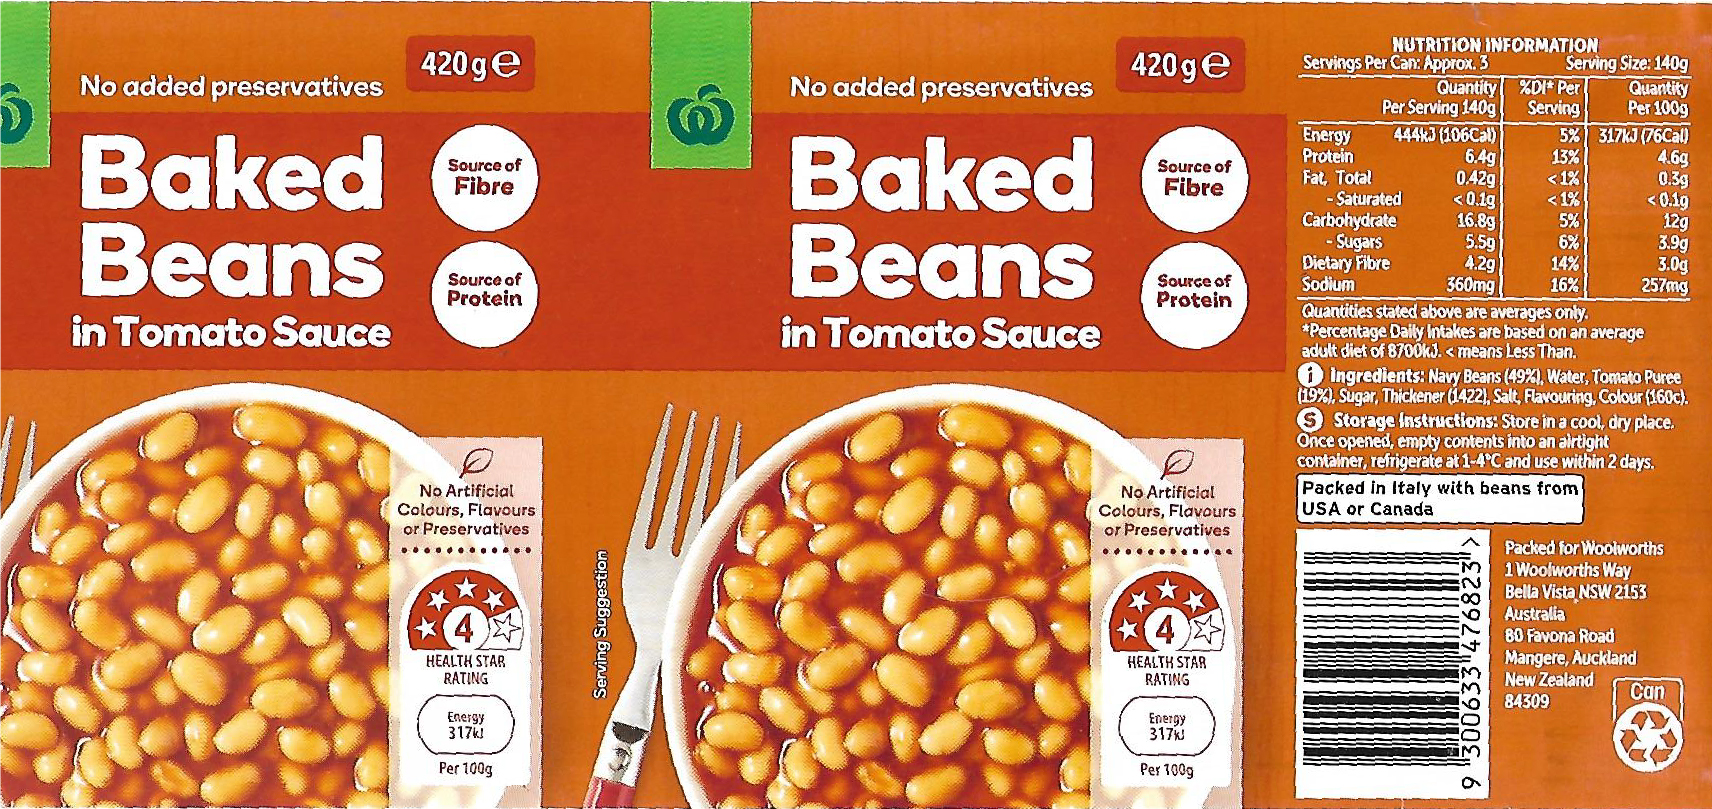 420g e
No added preservatives
Baked
Beans
in Tomato Sauce
Source of
Fibre
Source of
Protein
No Artificial
Colours, Flavours
or Preservatives
4
HEALTH STAR
RATING
Energy
317kJ
Per 100g
Serving Suggestion
420g e
No added preservatives
Baked
Beans
in Tomato Sauce
Source of
Fibre
Source of
Protein
No Artificial
Colours, Flavours
or Preservatives
4
HEALTH STAR
RATING
Energy
317kJ
Per 100g
NUTRITION INFORMATION
Servings Per Can: Approx. 3 Serving Size: 140g
Quantity %DI* Per Quantity
Per Serving 140g Serving Per 100g
Energy 444kJ (106Cal) 5% 317kJ (76Cal)
Protein 6.4g 13% 4.6g
Fat, Total 0.42g <1% 0.3g
- Saturated < 0.1g <1% < 0.1g
Carbohydrate 16.8g 5% 12g
- Sugars 5.5g 6% 3.9g
Dietary Fibre 4.2g 14% 3.0g
Sodium 360mg 16% 257mg
Quantities stated above are averages only.
*Percentage Daily Intakes are based on an average
adult diet of 8700kJ. < means Less Than.
i Ingredients: Navy Beans (49%), Water, Tomato Puree
(19%), Sugar, Thickener (1422), Salt, Flavouring, Colour (160c).
S Storage Instructions: Store in a cool, dry place.
Once opened, empty contents into an airtight
container, refrigerate at 1-4°C and use within 2 days.
Packed in Italy with beans from
USA or Canada
9 300633 476823 >
Packed for Woolworths
1 Woolworths Way
Bella Vista NSW 2153
Australia
80 Favona Road
Mangere, Auckland
New Zealand
84309
Can